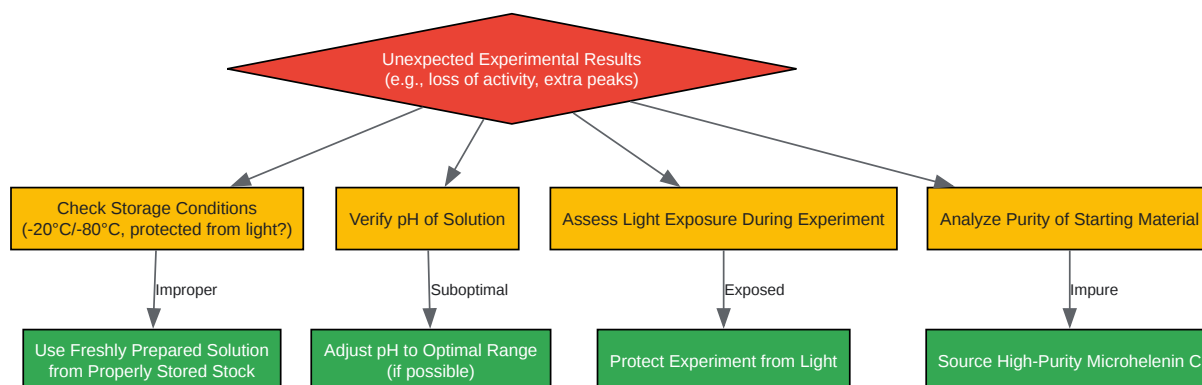 Unexpected Experimental Results
(e.g., loss of activity, extra peaks)
Check Storage Conditions
(-20°C/-80°C, protected from light?)
Verify pH of Solution
Assess Light Exposure During Experiment
Analyze Purity of Starting Material
Improper
Suboptimal
Exposed
Impure
Use Freshly Prepared Solution
from Properly Stored Stock
Adjust pH to Optimal Range
(if possible)
Protect Experiment from Light
Source High-Purity Microhelenin C